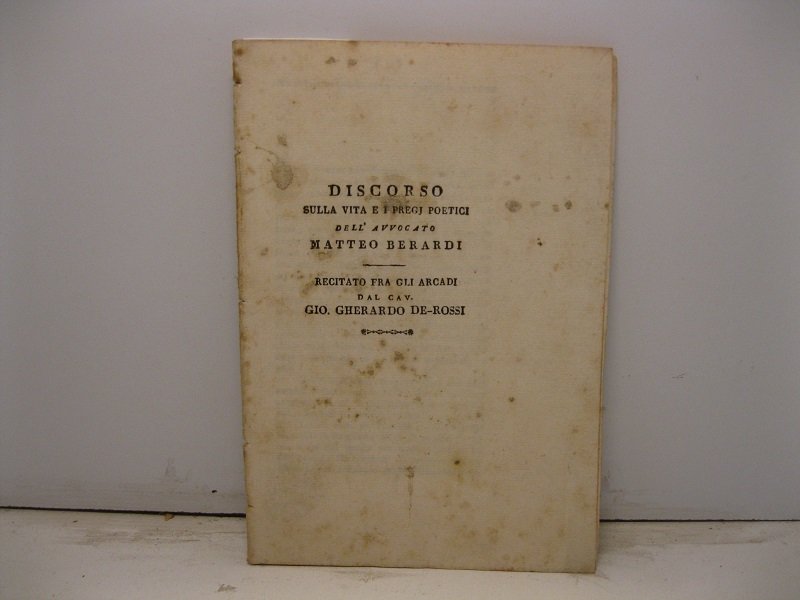 DISCORSO
SULLA VITA E I PREGJ POETICI
DELL' AVVOCATO
MATTEO BERARDI
RECITATO FRA GLI ARCADI
DAL CAV.
GIO. GHERARDO DE-ROSSI